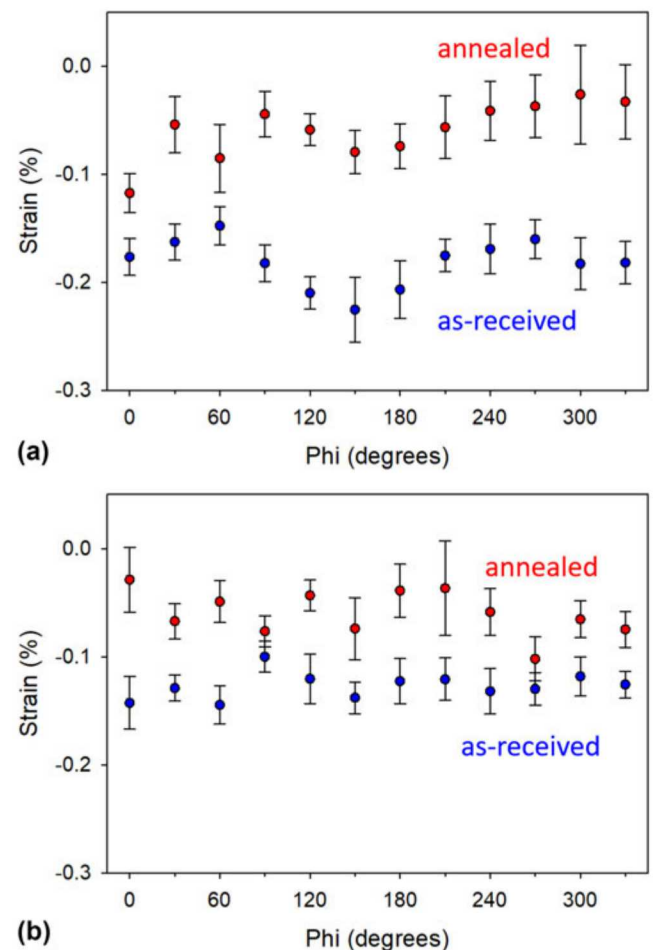 annealed
0.0
-0.1
Strain (%)
-0.2
as-received
-0.3
0 60 120 180 240 300
(a)
Phi (degrees)
0.0
annealed
-0.1
Strain (%)
as-received
-0.2
-0.3
0 60 120 180 240 300
(b)
Phi (degrees)